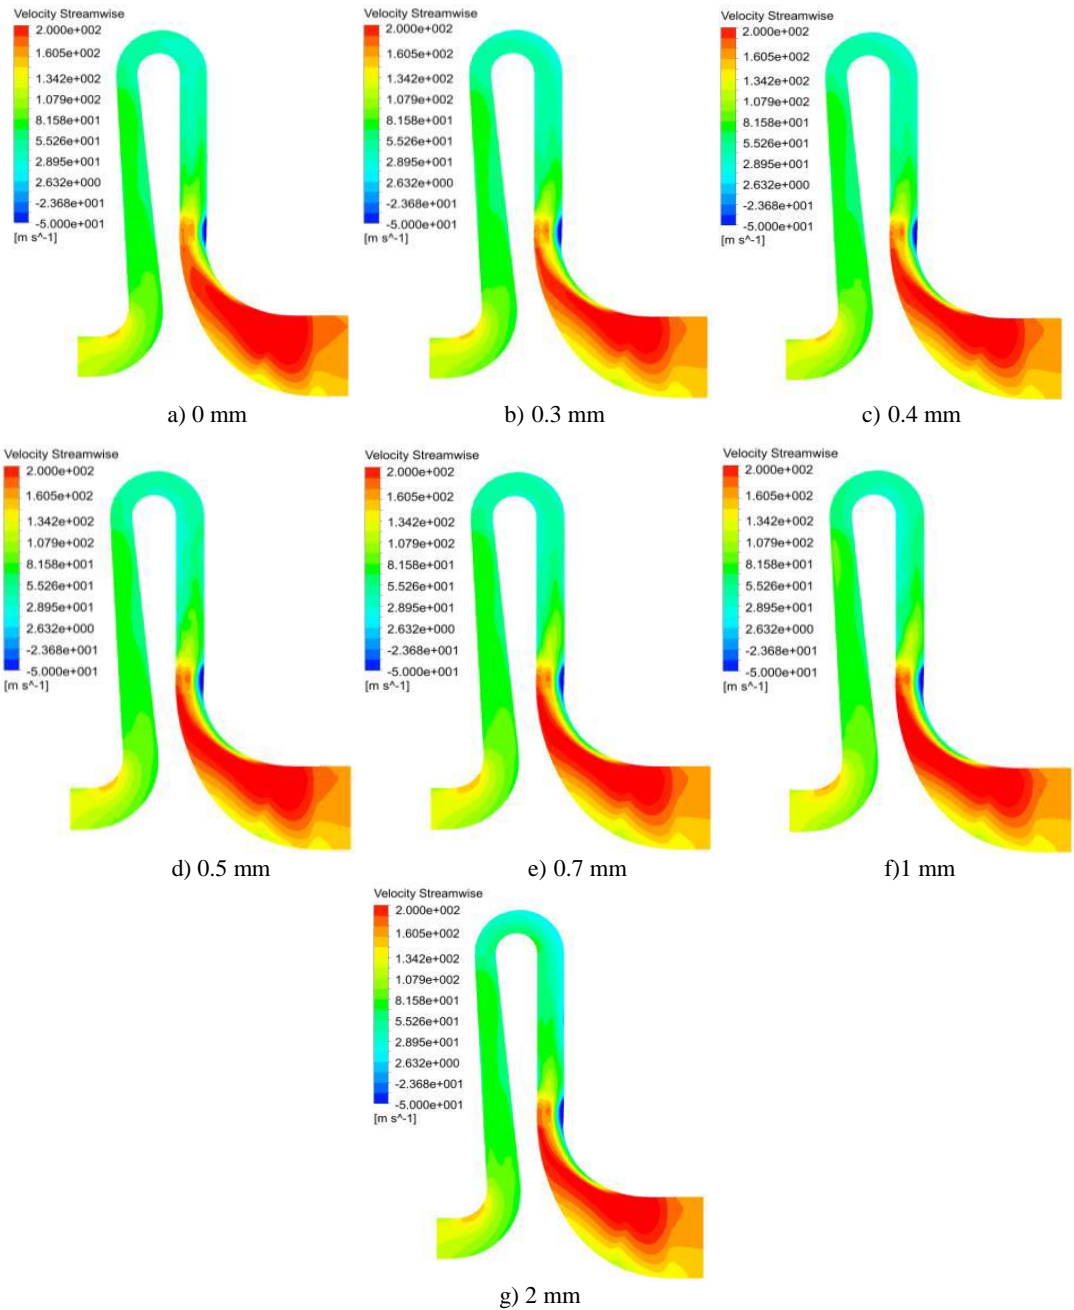 Velocity Streamwise
2.000e+002
1.605e+002
1.342e+002
1.079e+002
8.158e+001
5.526e+001
2.895e+001
2.632e+000
-2.368e+001
-5.000e+001
[m s^-1]
a) 0 mm
Velocity Streamwise
2.000e+002
1.605e+002
1.342e+002
1.079e+002
8.158e+001
5.526e+001
2.895e+001
2.632e+000
-2.368e+001
-5.000e+001
[m s^-1]
b) 0.3 mm
Velocity Streamwise
2.000e+002
1.605e+002
1.342e+002
1.079e+002
8.158e+001
5.526e+001
2.895e+001
2.632e+000
-2.368e+001
-5.000e+001
[m s^-1]
c) 0.4 mm
Velocity Streamwise
2.000e+002
1.605e+002
1.342e+002
1.079e+002
8.158e+001
5.526e+001
2.895e+001
2.632e+000
-2.368e+001
-5.000e+001
[m s^-1]
d) 0.5 mm
Velocity Streamwise
2.000e+002
1.605e+002
1.342e+002
1.079e+002
8.158e+001
5.526e+001
2.895e+001
2.632e+000
-2.368e+001
-5.000e+001
[m s^-1]
e) 0.7 mm
Velocity Streamwise
2.000e+002
1.605e+002
1.342e+002
1.079e+002
8.158e+001
5.526e+001
2.895e+001
2.632e+000
-2.368e+001
-5.000e+001
[m s^-1]
f)1 mm
Velocity Streamwise
2.000e+002
1.605e+002
1.342e+002
1.079e+002
8.158e+001
5.526e+001
2.895e+001
2.632e+000
-2.368e+001
-5.000e+001
[m s^-1]
g) 2 mm